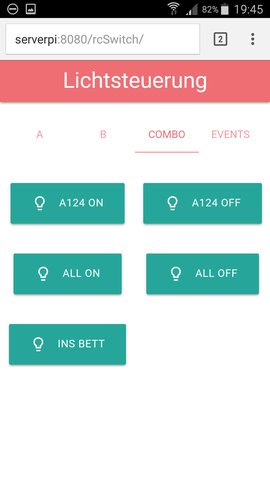 82% 19:45
serverpi:8080/rcSwitch/ 2
Lichtsteuerung
A B COMBO EVENTS
A124 ON A124 OFF
ALL ON ALL OFF
INS BETT